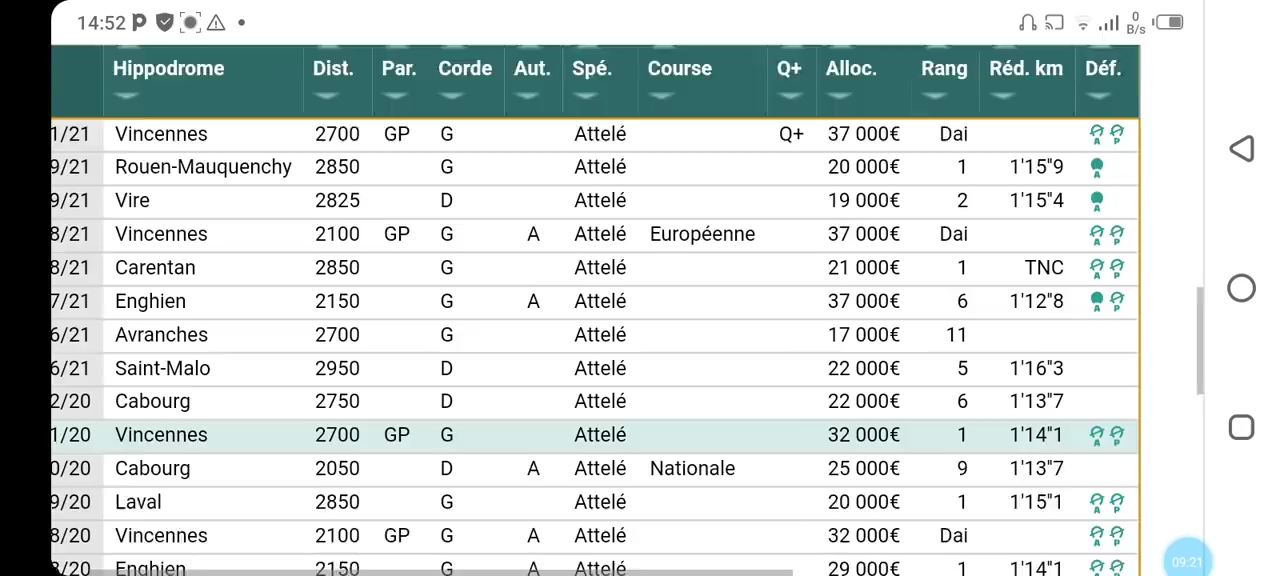 14:52 P 0 B/s
Hippodrome Dist. Par. Corde Aut. Spé. Course Q+ Alloc. Rang Réd. km Déf.
1/21 Vincennes 2700 GP G Attelé Q+ 37 000€ Dai A P
9/21 Rouen-Mauquenchy 2850 G Attelé 20 000€ 1 1'15"9 A
9/21 Vire 2825 D Attelé 19 000€ 2 1'15"4 A
8/21 Vincennes 2100 GP G A Attelé Européenne 37 000€ Dai A P
8/21 Carentan 2850 G Attelé 21 000€ 1 TNC A P
7/21 Enghien 2150 G A Attelé 37 000€ 6 1'12"8 A P
6/21 Avranches 2700 G Attelé 17 000€ 11
6/21 Saint-Malo 2950 D Attelé 22 000€ 5 1'16"3
2/20 Cabourg 2750 D Attelé 22 000€ 6 1'13"7
1/20 Vincennes 2700 GP G Attelé 32 000€ 1 1'14"1 A P
0/20 Cabourg 2050 D A Attelé Nationale 25 000€ 9 1'13"7
9/20 Laval 2850 G Attelé 20 000€ 1 1'15"1 A P
8/20 Vincennes 2100 GP G A Attelé 32 000€ Dai A P
/20 Enghien 2150 G A Attelé 29 000€ 1 1'14"1
09:21